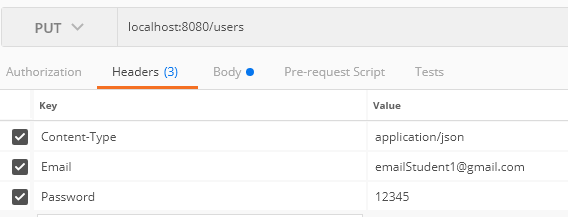 PUT localhost:8080/users
Authorization Headers (3) Body Pre-request Script Tests
Key Value
Content-Type application/json
Email emailStudent1@gmail.com
Password 12345